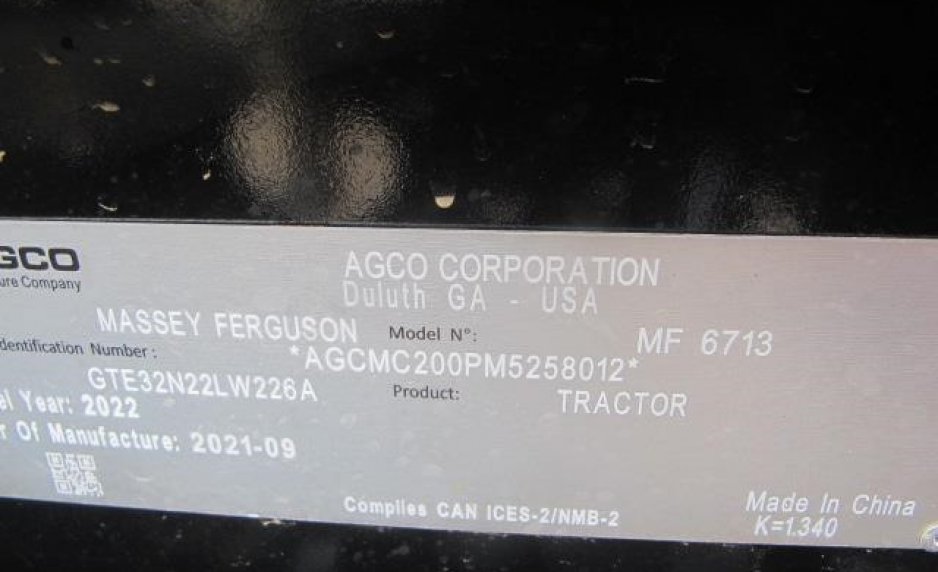 GCO
ure Company
AGCO CORPORATION
Duluth GA - USA
MASSEY FERGUSON Model N°: MF 6713
dentification Number: *AGCMC200PM5258012*
GTE32N22LW226A Product: TRACTOR
el Year: 2022
r Of Manufacture: 2021-09
Complies CAN ICES-2/NMB-2
Made In China
K=1.340